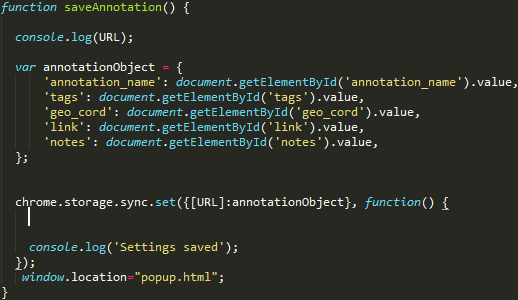 function saveAnnotation() {
console.log(URL);
var annotationObject = {
'annotation_name': document.getElementById('annotation_name').value,
'tags': document.getElementById('tags').value,
'geo_cord': document.getElementById('geo_cord').value,
'link': document.getElementById('link').value,
'notes': document.getElementById('notes').value,
};
chrome.storage.sync.set({[URL]:annotationObject}, function() {
console.log('Settings saved');
});
window.location="popup.html";
}